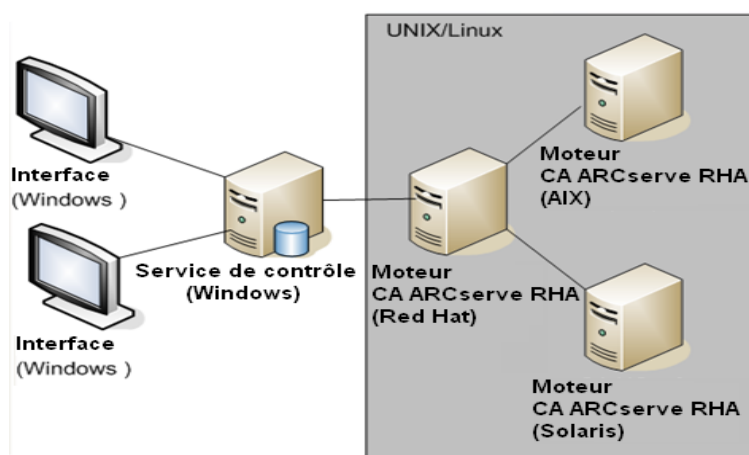 UNIX/Linux
Interface
(Windows )
Moteur
CA ARCserve RHA
(AIX)
Service de contrôle
(Windows)
Moteur
CA ARCserve RHA
(Red Hat)
Interface
(Windows )
Moteur
CA ARCserve RHA
(Solaris)